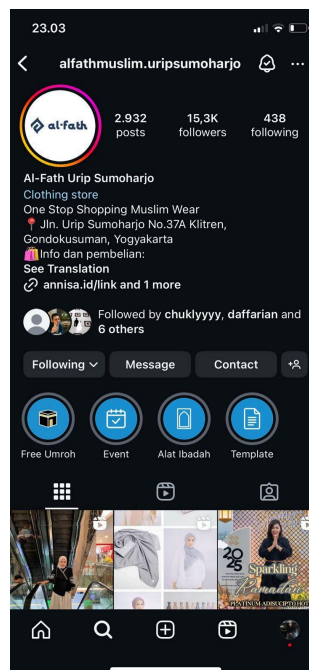 23.03
alfathmuslim.uripsumoharjo
al-fath
2.932 15,3K 438
posts followers following
Al-Fath Urip Sumoharjo
Clothing store
One Stop Shopping Muslim Wear
📍 Jln. Urip Sumoharjo No.37A Klitren,
Gondokusuman, Yogyakarta
🛍️Info dan pembelian:
See Translation
annisa.id/link and 1 more
Followed by chuklyyyy, daffarian and
6 others
Following Message Contact
Free Umroh Event Alat Ibadah Template
2025
Sparkling
Ramadan
PLATINUM ADISUCIPTO HOT